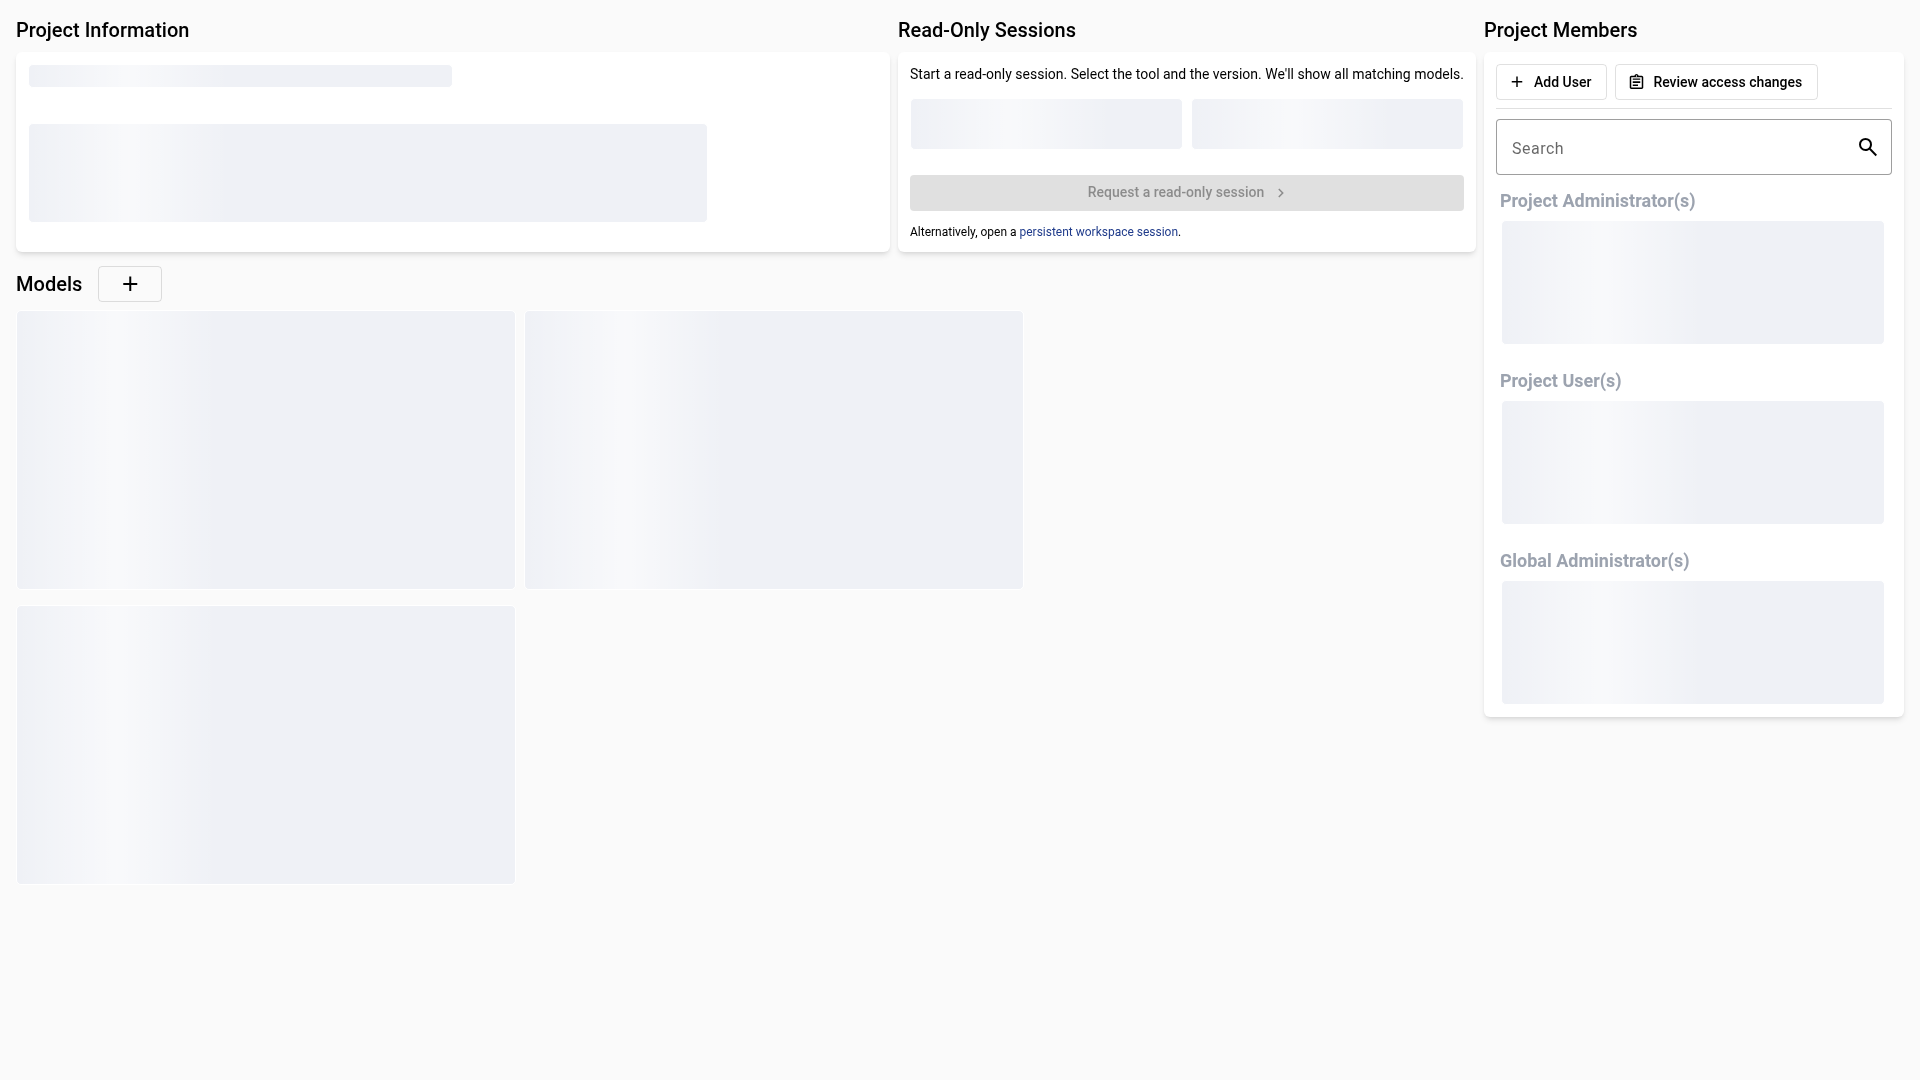 Project Information
Read-Only Sessions
Start a read-only session. Select the tool and the version. We'll show all matching models.
Request a read-only session
Alternatively, open a persistent workspace session.
Models
Project Members
Add User
Review access changes
Search
Project Administrator(s)
Project User(s)
Global Administrator(s)